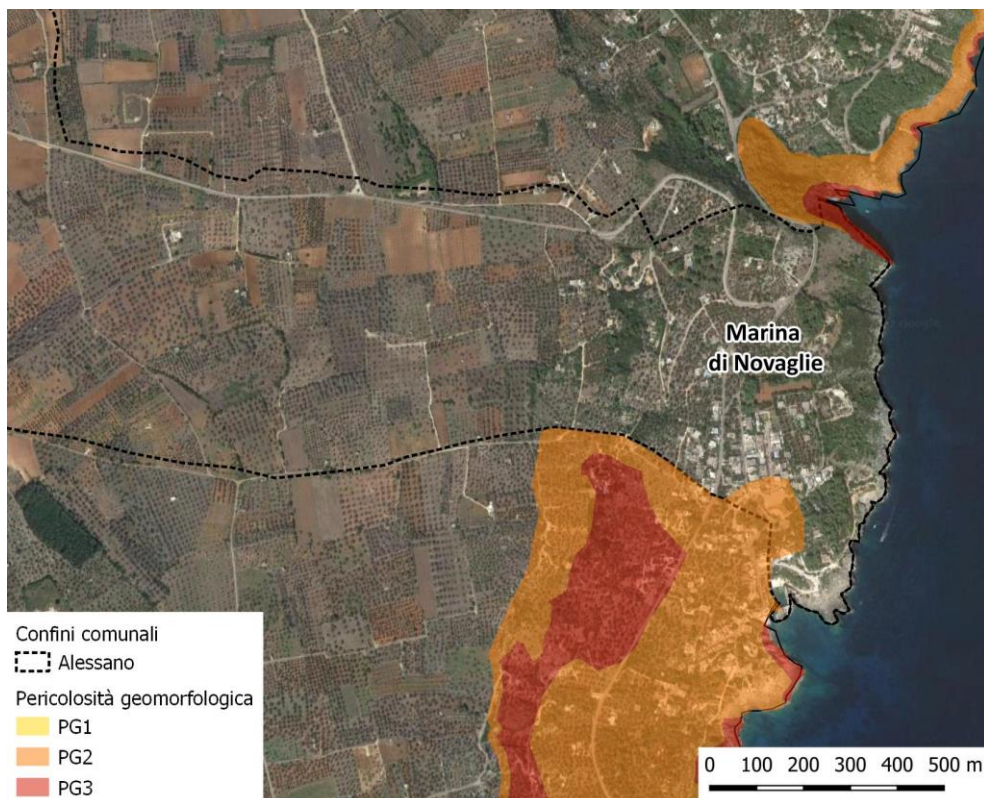 Marina
di Novaglie
Confini comunali
Alessano
Pericolosità geomorfologica
PG1
PG2
PG3
0 100 200 300 400 500 m